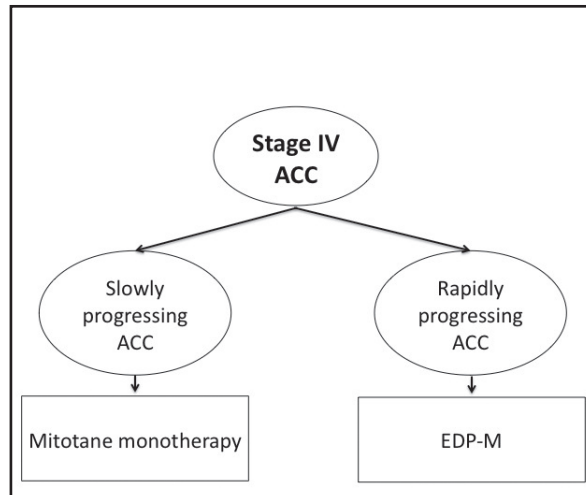 Stage IV
ACC
Slowly
progressing
ACC
Rapidly
progressing
ACC
Mitotane monotherapy
EDP-M